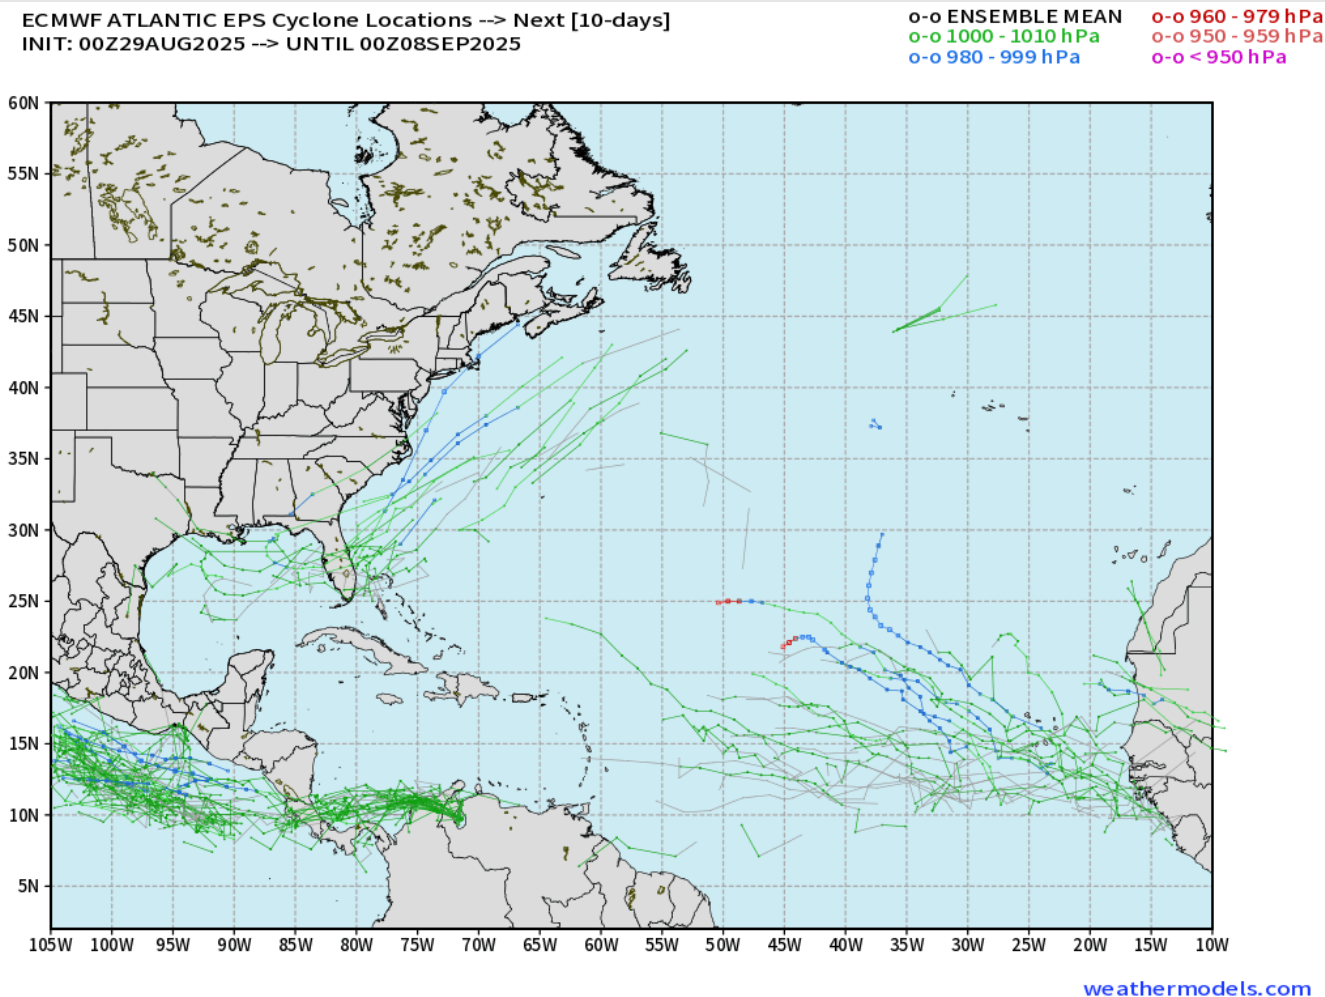 ECMWF ATLANTIC EPS Cyclone Locations --> Next [10-days]
INIT: 00Z29AUG2025 --> UNTIL 00Z08SEP2025
o-o ENSEMBLE MEAN
o-o 1000 - 1010 hPa
o-o 980 - 999 hPa
o-o 960 - 979 hPa
o-o 950 - 959 hPa
o-o < 950 hPa
60N
55N
50N
45N
40N
35N
30N
25N
20N
15N
10N
5N
105W 100W 95W 90W 85W 80W 75W 70W 65W 60W 55W 50W 45W 40W 35W 30W 25W 20W 15W 10W
weathermodels.com